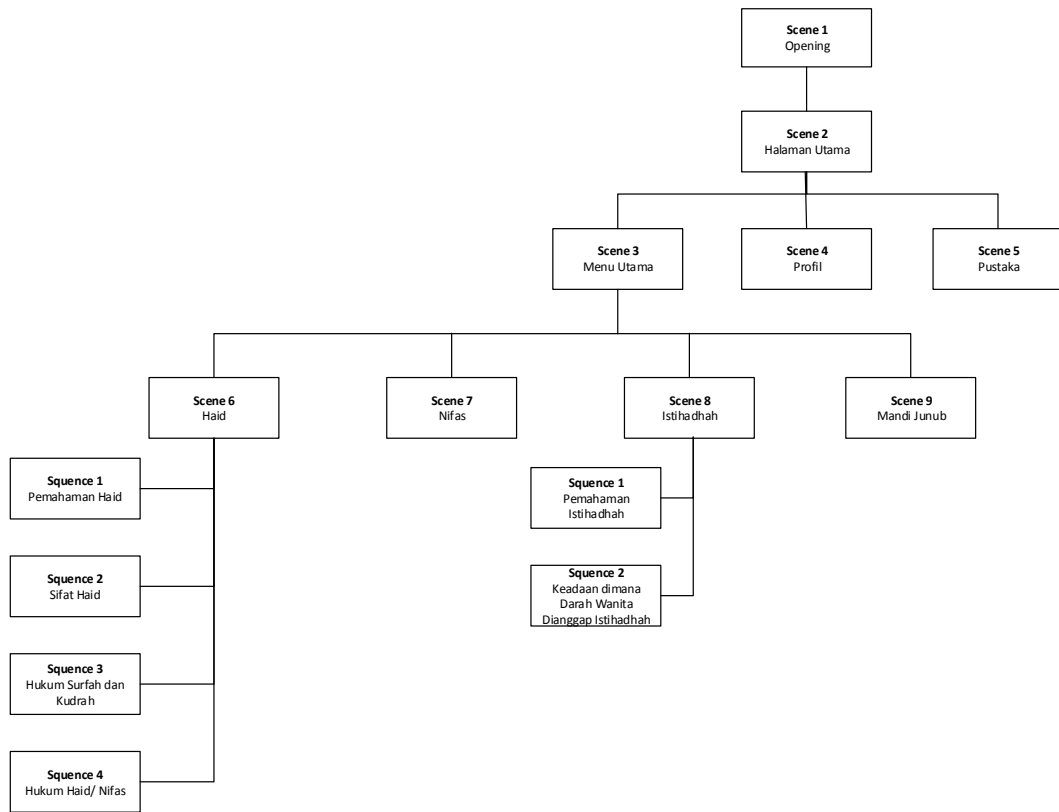 Scene 1
Opening
Scene 2
Halaman Utama
Scene 3
Menu Utama
Scene 4
Profil
Scene 5
Pustaka
Scene 6
Haid
Scene 7
Nifas
Scene 8
Istihadhah
Scene 9
Mandi Junub
Squence 1
Pemahaman Haid
Squence 2
Sifat Haid
Squence 3
Hukum Surfah dan
Kudrah
Squence 4
Hukum Haid/ Nifas
Squence 1
Pemahaman
Istihadhah
Squence 2
Keadaan dimana
Darah Wanita
Dianggap Istihadhah